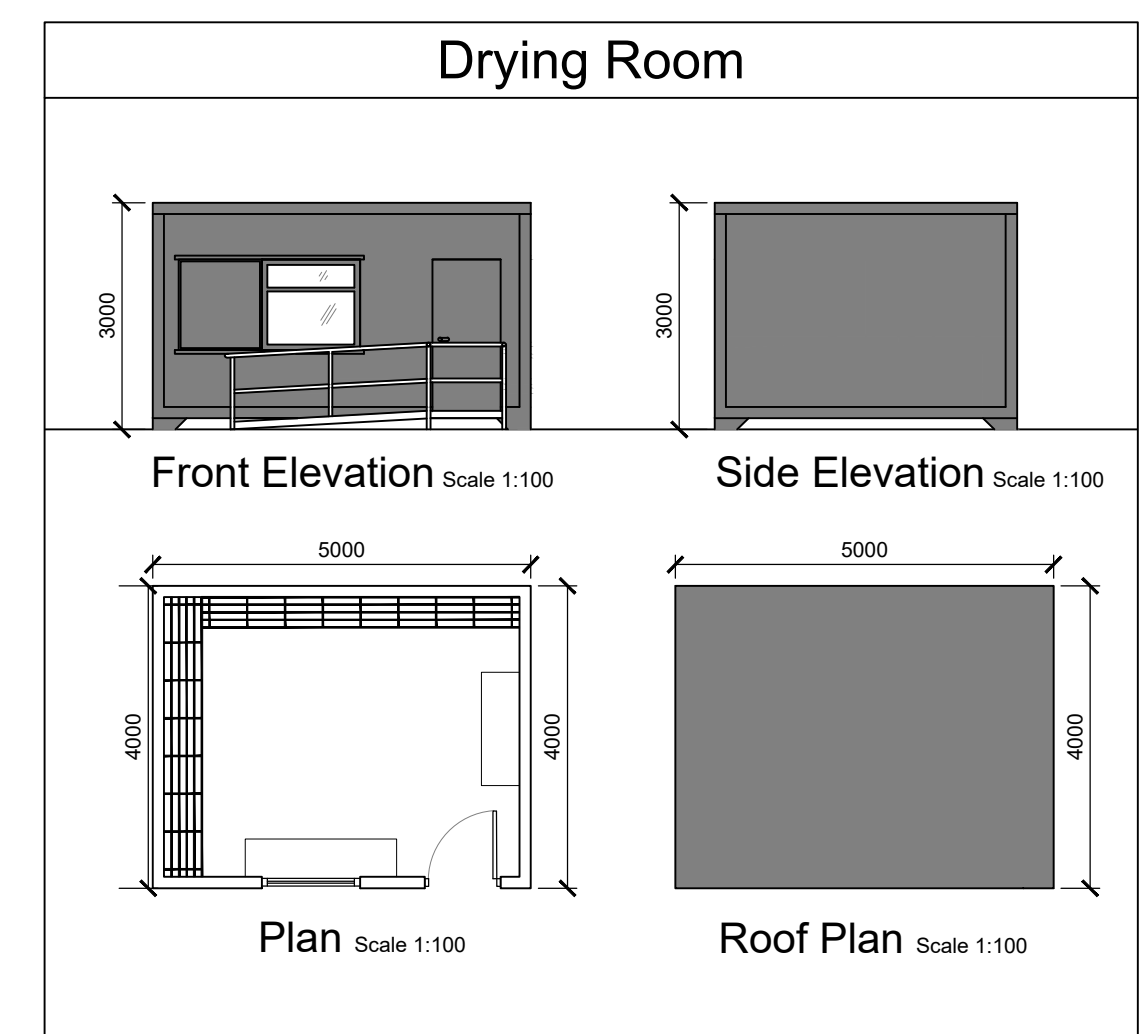 Drying Room
3000
3000
Front Elevation Scale 1:100
Side Elevation Scale 1:100
5000
5000
4000
4000
4000
Plan Scale 1:100
Roof Plan Scale 1:100